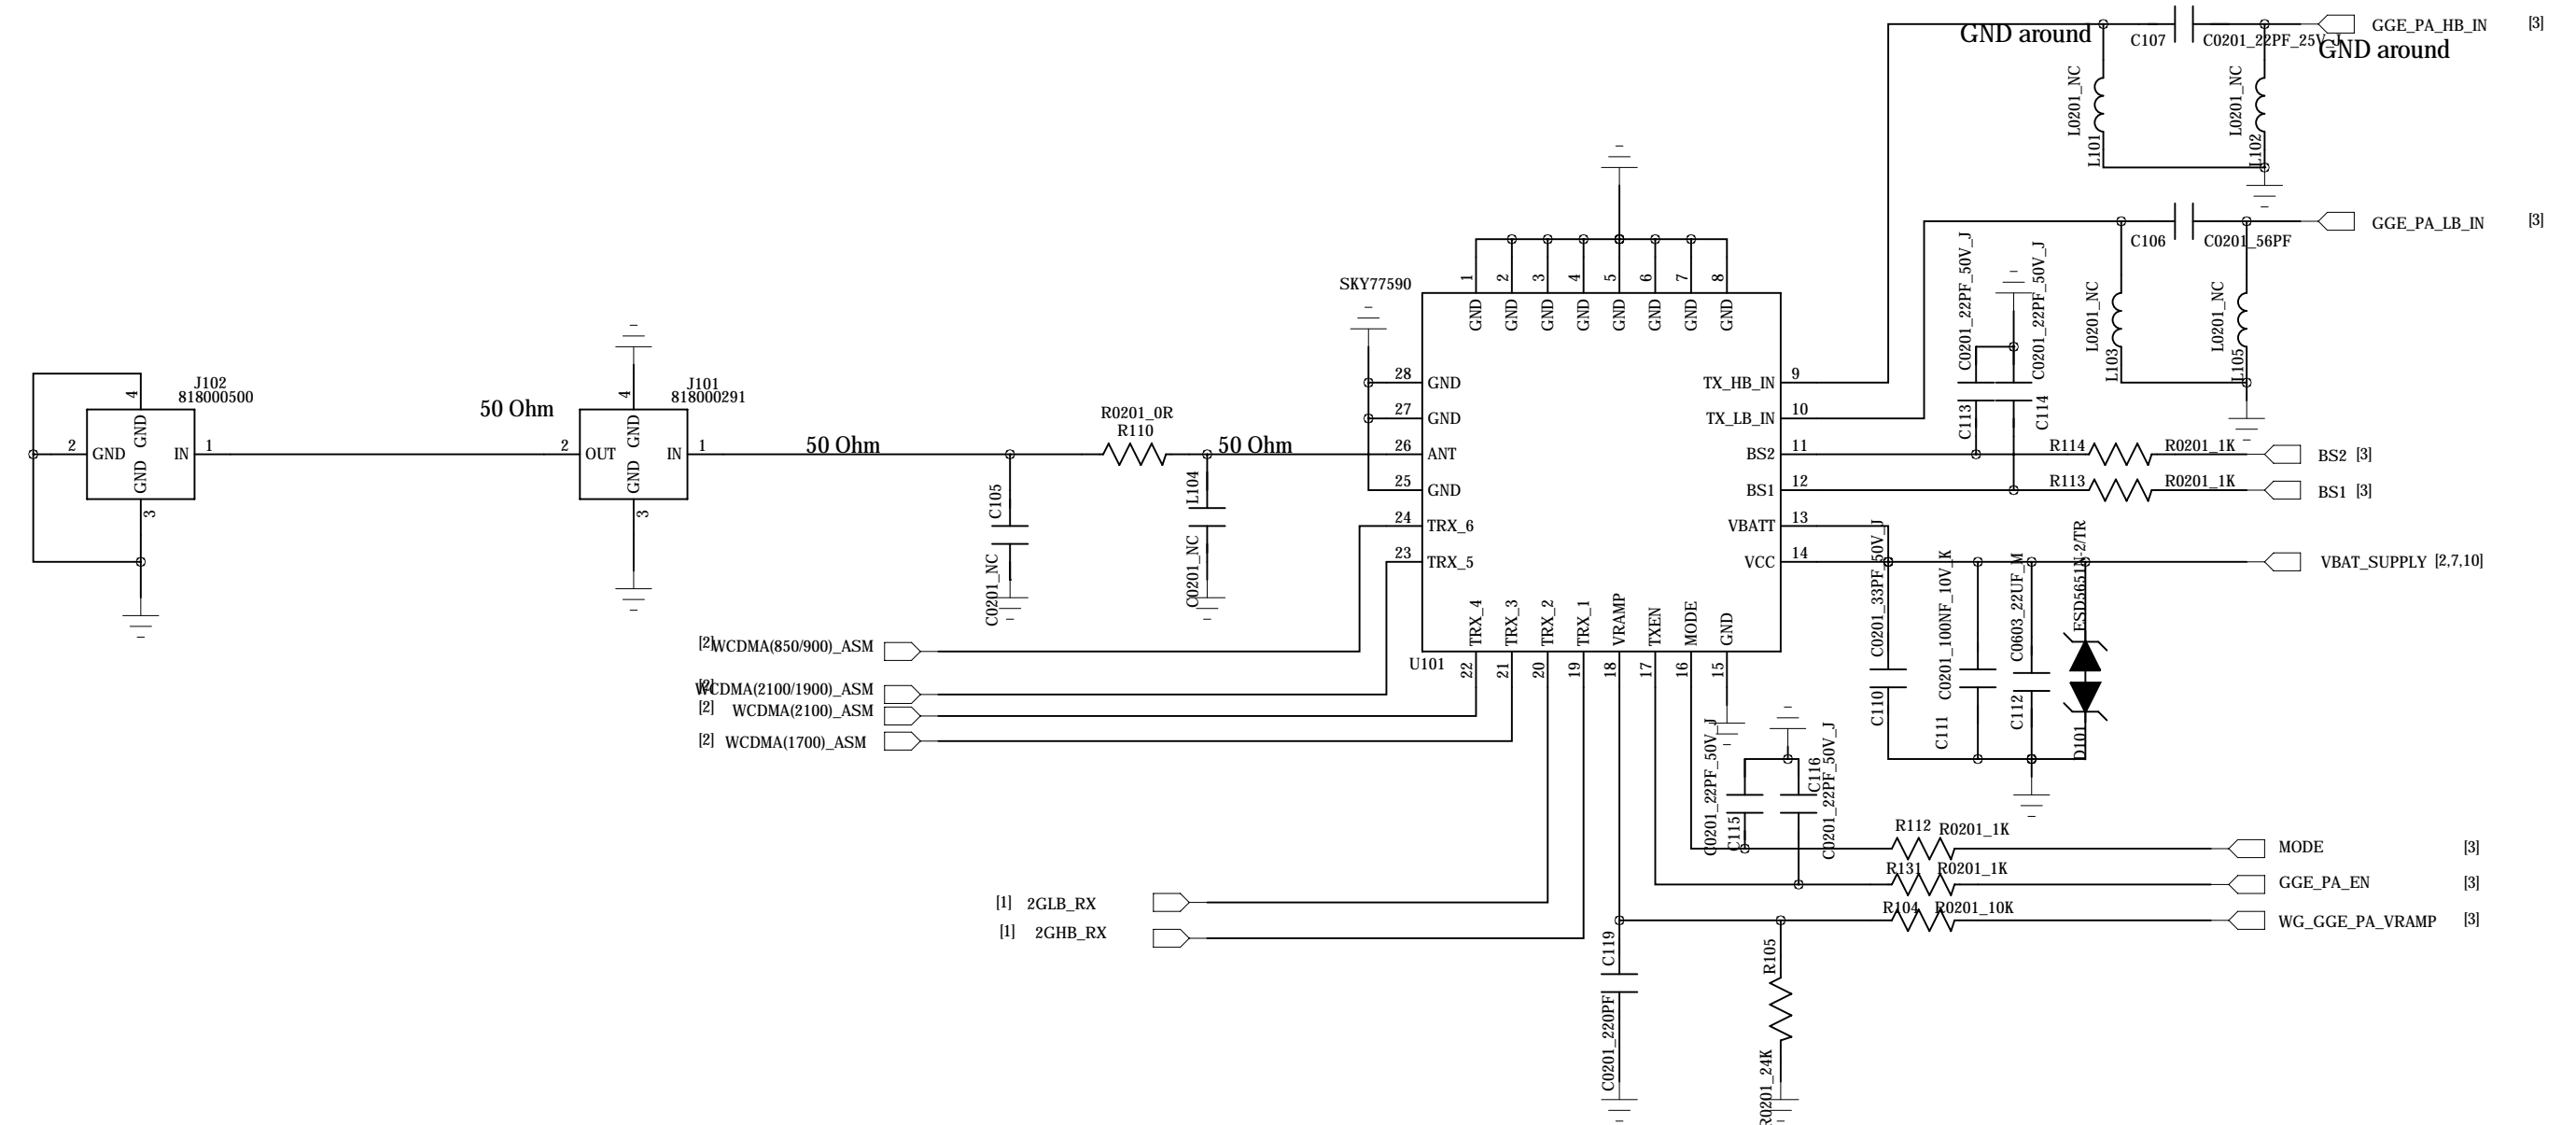 GND around
C107
C0201_22PF_25V_J
GGE_PA_HB_IN [3]
GND around
L0201_NC
L101
L0201_NC
L102
C106
C0201_56PF
GGE_PA_LB_IN [3]
L0201_NC
L103
L0201_NC
L105
C0201_22PF_50V_J
C113
C0201_22PF_50V_J
C114
SKY77590
1 2 3 4 5 6 7 8
GND GND GND GND GND GND GND GND
28 GND
27 GND
26 ANT
25 GND
24 TRX_6
23 TRX_5
TX_HB_IN 9
TX_LB_IN 10
BS2 11
BS1 12
VBATT 13
VCC 14
TRX_4 TRX_3 TRX_2 TRX_1 VRAMP TXEN MODE GND
22 21 20 19 18 17 16 15
U101
J102
818000500
4
GND
2 GND IN 1
GND
3
50 Ohm
J101
818000291
4
GND
2 OUT IN 1
GND
3
50 Ohm
R0201_0R
R110
50 Ohm
C105
C0201_NC
L104
C0201_NC
R114 R0201_1K BS2 [3]
R113 R0201_1K BS1 [3]
VBAT_SUPPLY [2,7,10]
C0201_33PF_50V_J
C110
C0201_100NF_10V_K
C111
C0603_22UF_M
C112
ESD5651N-2/TR
D101
[2] WCDMA(850/900)_ASM
[2] WCDMA(2100/1900)_ASM
[2] WCDMA(2100)_ASM
[2] WCDMA(1700)_ASM
C0201_22PF_50V_J
C115
C116
C0201_22PF_50V_J
R112 R0201_1K MODE [3]
R131 R0201_1K GGE_PA_EN [3]
R104 R0201_10K WG_GGE_PA_VRAMP [3]
[1] 2GLB_RX
[1] 2GHB_RX
C119
C0201_220PF
R105
R0201_24K